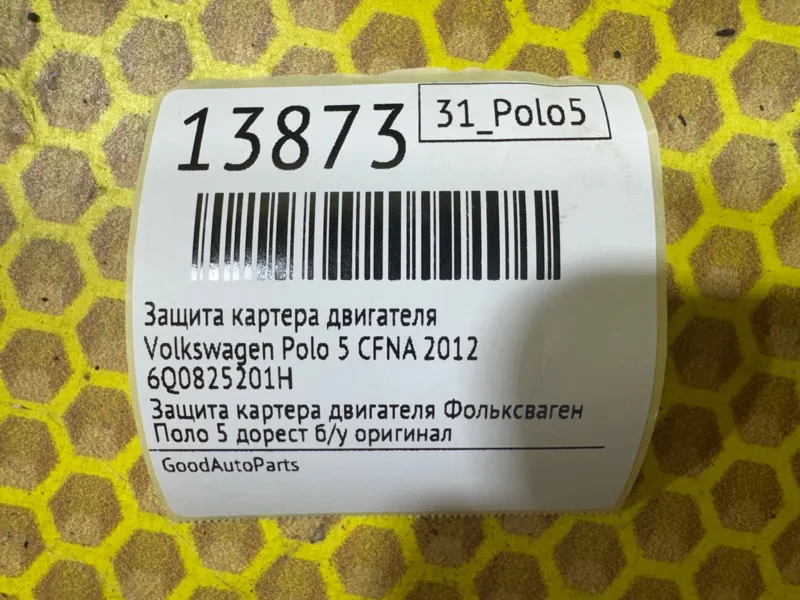 13873
31_Polo5
Защита картера двигателя
Volkswagen Polo 5 CFNA 2012
6Q0825201H
Защита картера двигателя Фольксваген
Поло 5 дорест б/у оригинал
GoodAutoParts